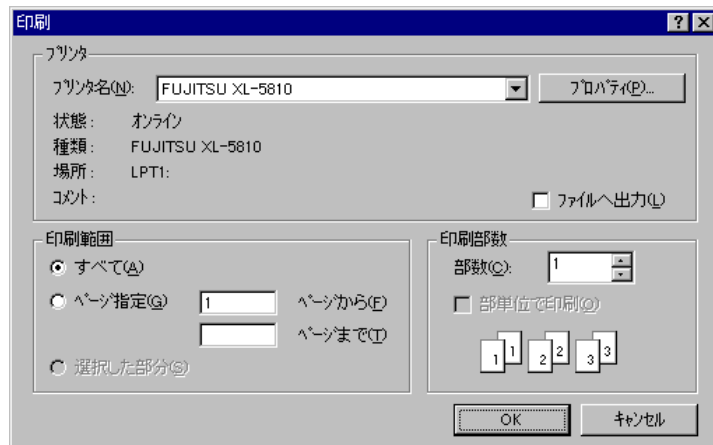 印刷
プリンタ
プリンタ名(N): FUJITSU XL-5810 プロパティ(P)...
状態: オンライン
種類: FUJITSU XL-5810
場所: LPT1:
コメント: ファイルへ出力(L)
印刷範囲
すべて(A)
ページ指定(G) 1 ページから(F)
ページまで(T)
選択した部分(S)
印刷部数
部数(C): 1
部単位で印刷(O)
1 1 2 2 3 3
OK キャンセル